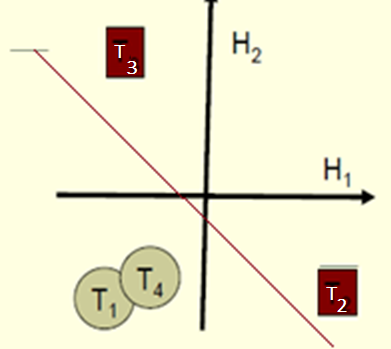 T₃
H₂
H₁
T₁
T₄
T₂